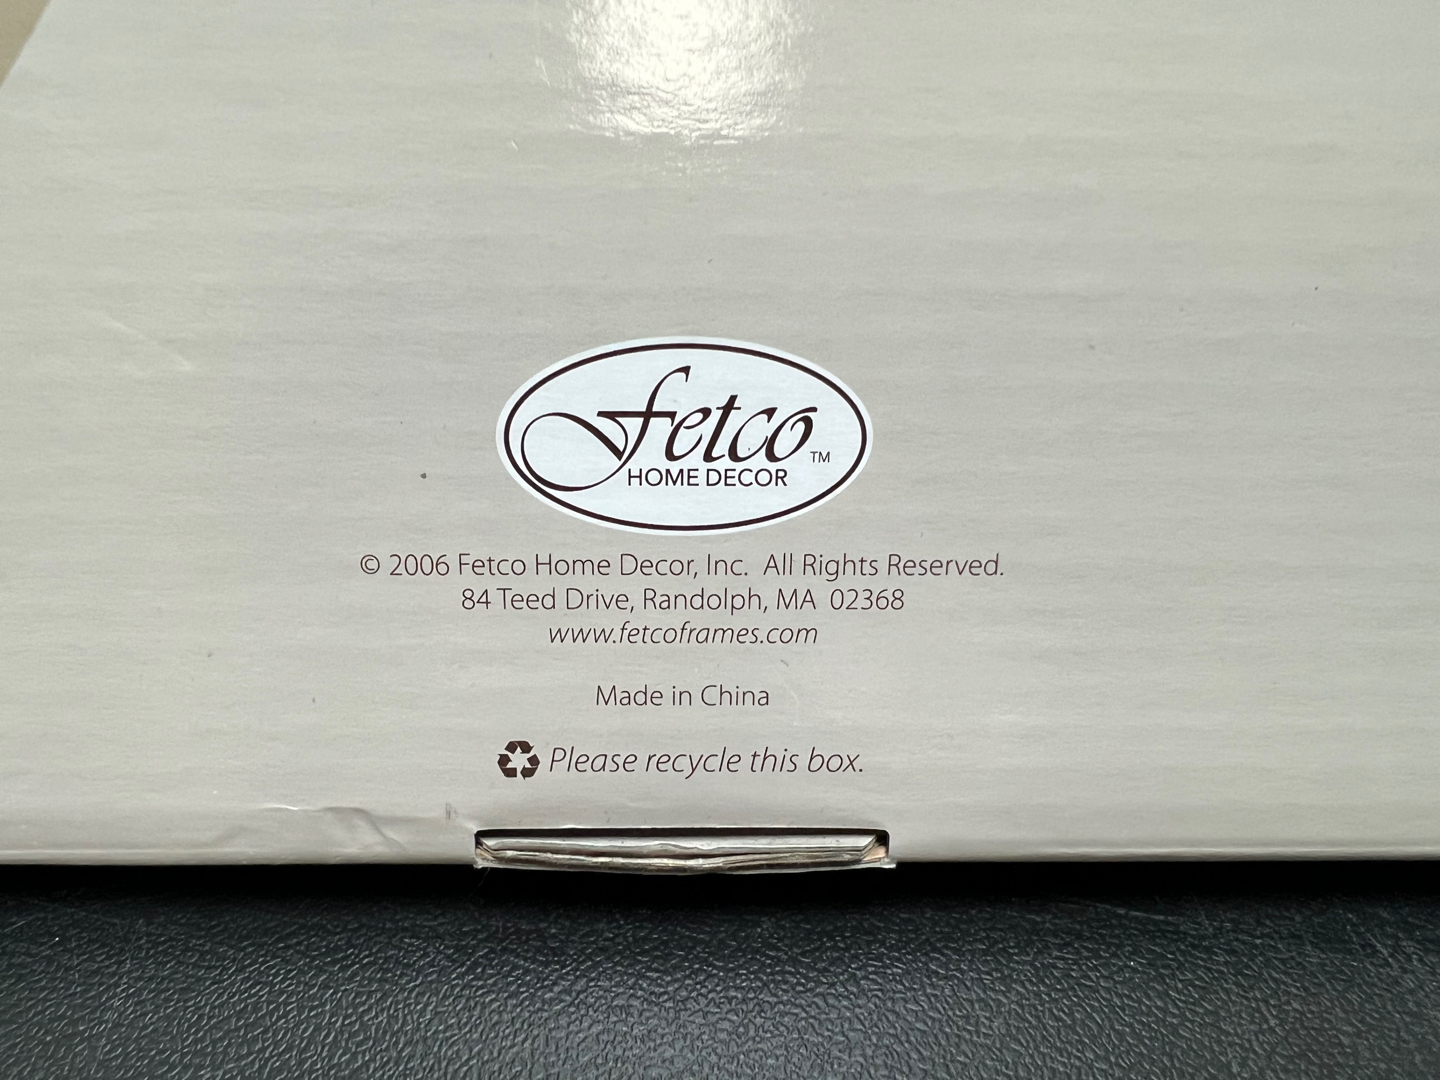 fetco
HOME DECOR
TM
© 2006 Fetco Home Decor, Inc. All Rights Reserved.
84 Teed Drive, Randolph, MA 02368
www.fetcoframes.com
Made in China
Please recycle this box.